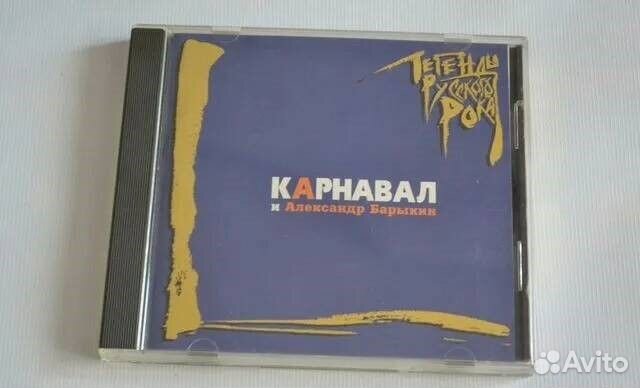 Легенды
Русского
Рока
КАРНАВАЛ
и Александр Барыкин
Avito